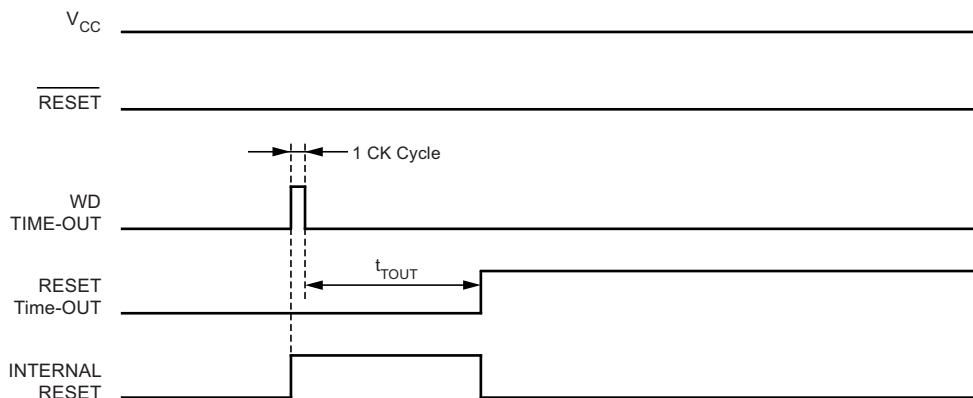 VCC
RESET
1 CK Cycle
WD
TIME-OUT
tTOUT
RESET
Time-OUT
INTERNAL
RESET